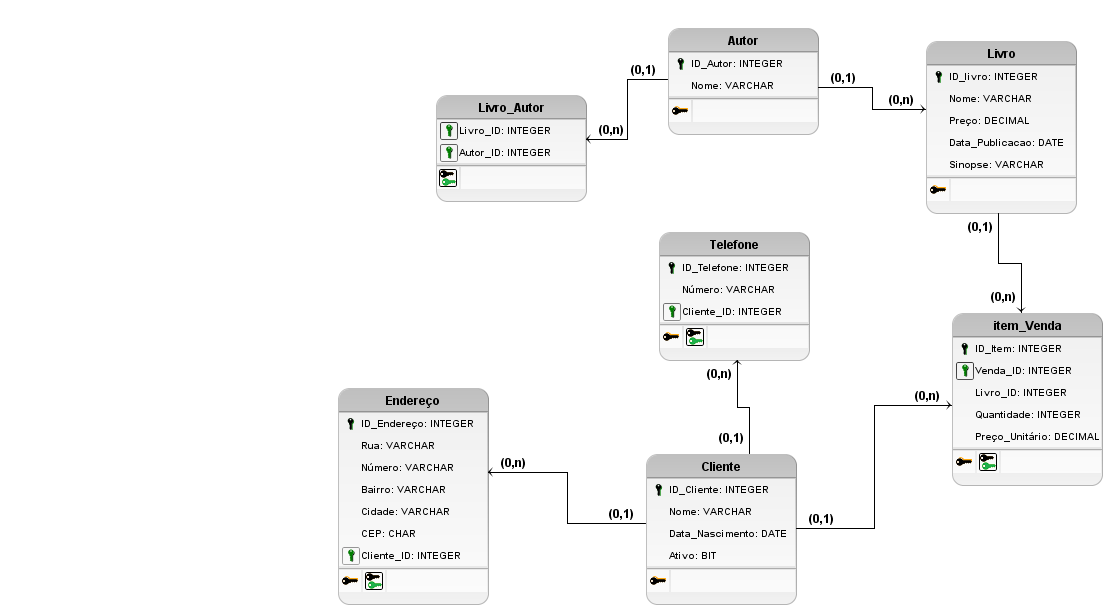 Autor
ID_Autor: INTEGER
Nome: VARCHAR
(0,1)
(0,n)
(0,1)
(0,n)
Livro
ID_livro: INTEGER
Nome: VARCHAR
Preço: DECIMAL
Data_Publicacao: DATE
Sinopse: VARCHAR
Livro_Autor
Livro_ID: INTEGER
Autor_ID: INTEGER
(0,1)
(0,n)
Telefone
ID_Telefone: INTEGER
Número: VARCHAR
Cliente_ID: INTEGER
(0,n)
(0,1)
item_Venda
ID_Item: INTEGER
Venda_ID: INTEGER
Livro_ID: INTEGER
Quantidade: INTEGER
Preço_Unitário: DECIMAL
(0,n)
(0,1)
Endereço
ID_Endereço: INTEGER
Rua: VARCHAR
Número: VARCHAR
Bairro: VARCHAR
Cidade: VARCHAR
CEP: CHAR
Cliente_ID: INTEGER
(0,n)
(0,1)
Cliente
ID_Cliente: INTEGER
Nome: VARCHAR
Data_Nascimento: DATE
Ativo: BIT